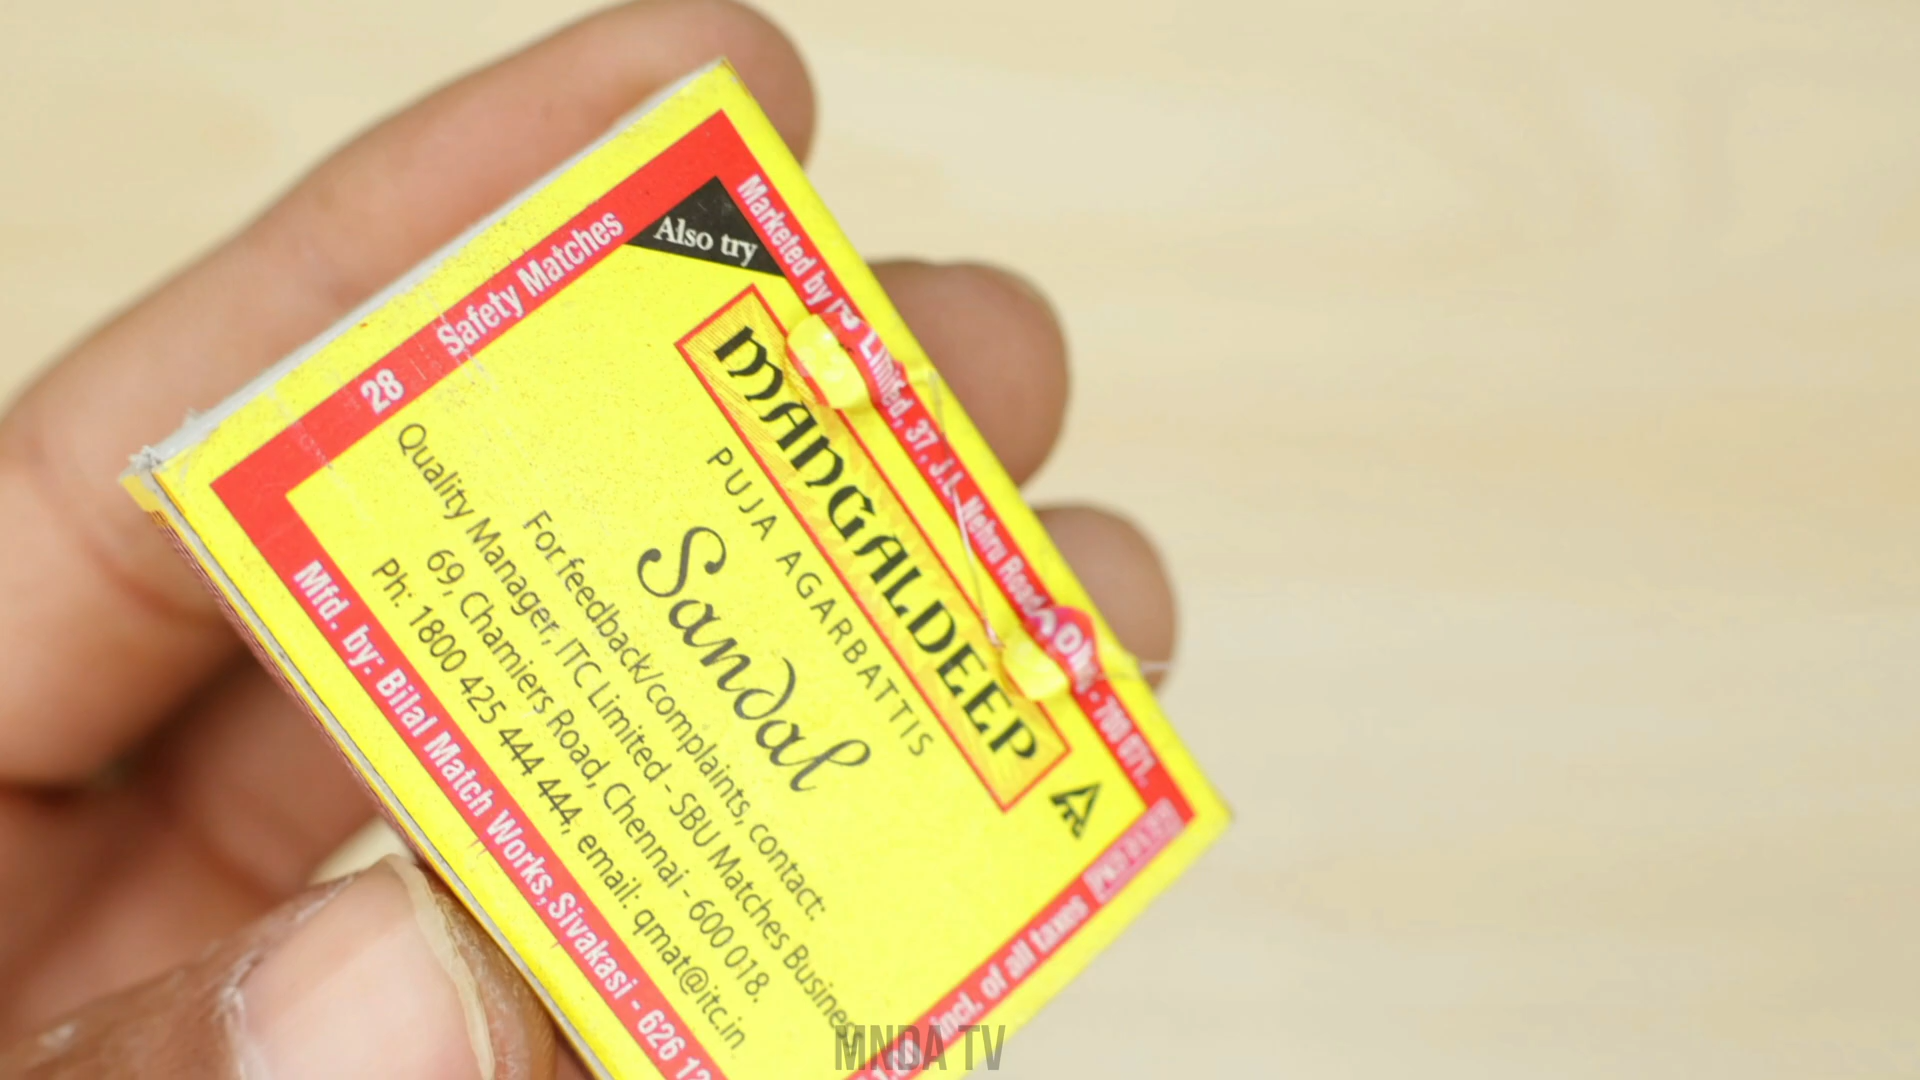 28 Safety Matches
Also try
Marketed by ITC Limited, 37, J.L. Nehru Road,
MANGALDEEP
PUJA AGARBATTIS
Sandal
For feedback/complaints, contact:
Quality Manager, ITC Limited - SBU Matches Business
69, Chamiers Road, Chennai - 600 018.
Ph: 1800 425 444 444, email: qmat@itc.in
Mfd. by: Bilal Match Works, Sivakasi - 626 12
incl. of all taxes
MNDA TV